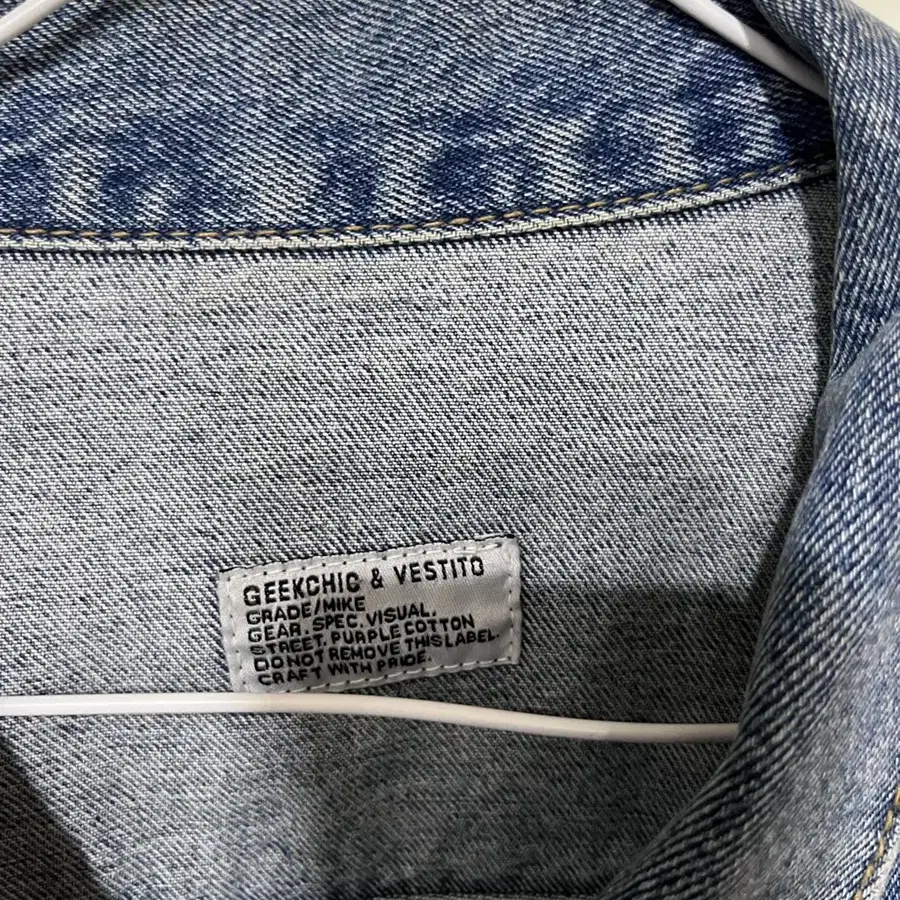 GEEKCHIC & VESTITO
GRADE/MIKE
GEAR. SPEC. VISUAL.
STREET. PURPLE COTTON
DO NOT REMOVE THIS LABEL.
CRAFT WITH PRIDE.